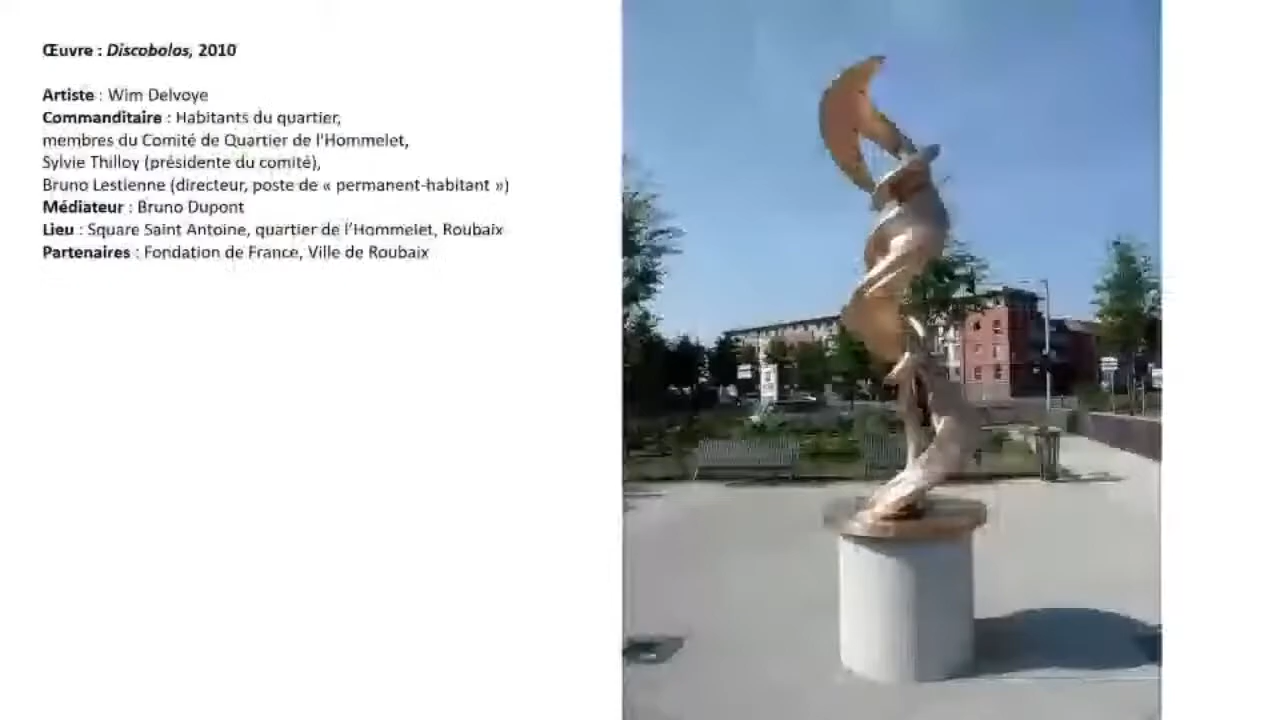 Œuvre : Discobolos, 2010
Artiste : Wim Delvoye
Commanditaire : Habitants du quartier,
membres du Comité de Quartier de l'Hommelet,
Sylvie Thilloy (présidente du comité),
Bruno Lestienne (directeur, poste de « permanent-habitant »)
Médiateur : Bruno Dupont
Lieu : Square Saint Antoine, quartier de l'Hommelet, Roubaix
Partenaires : Fondation de France, Ville de Roubaix